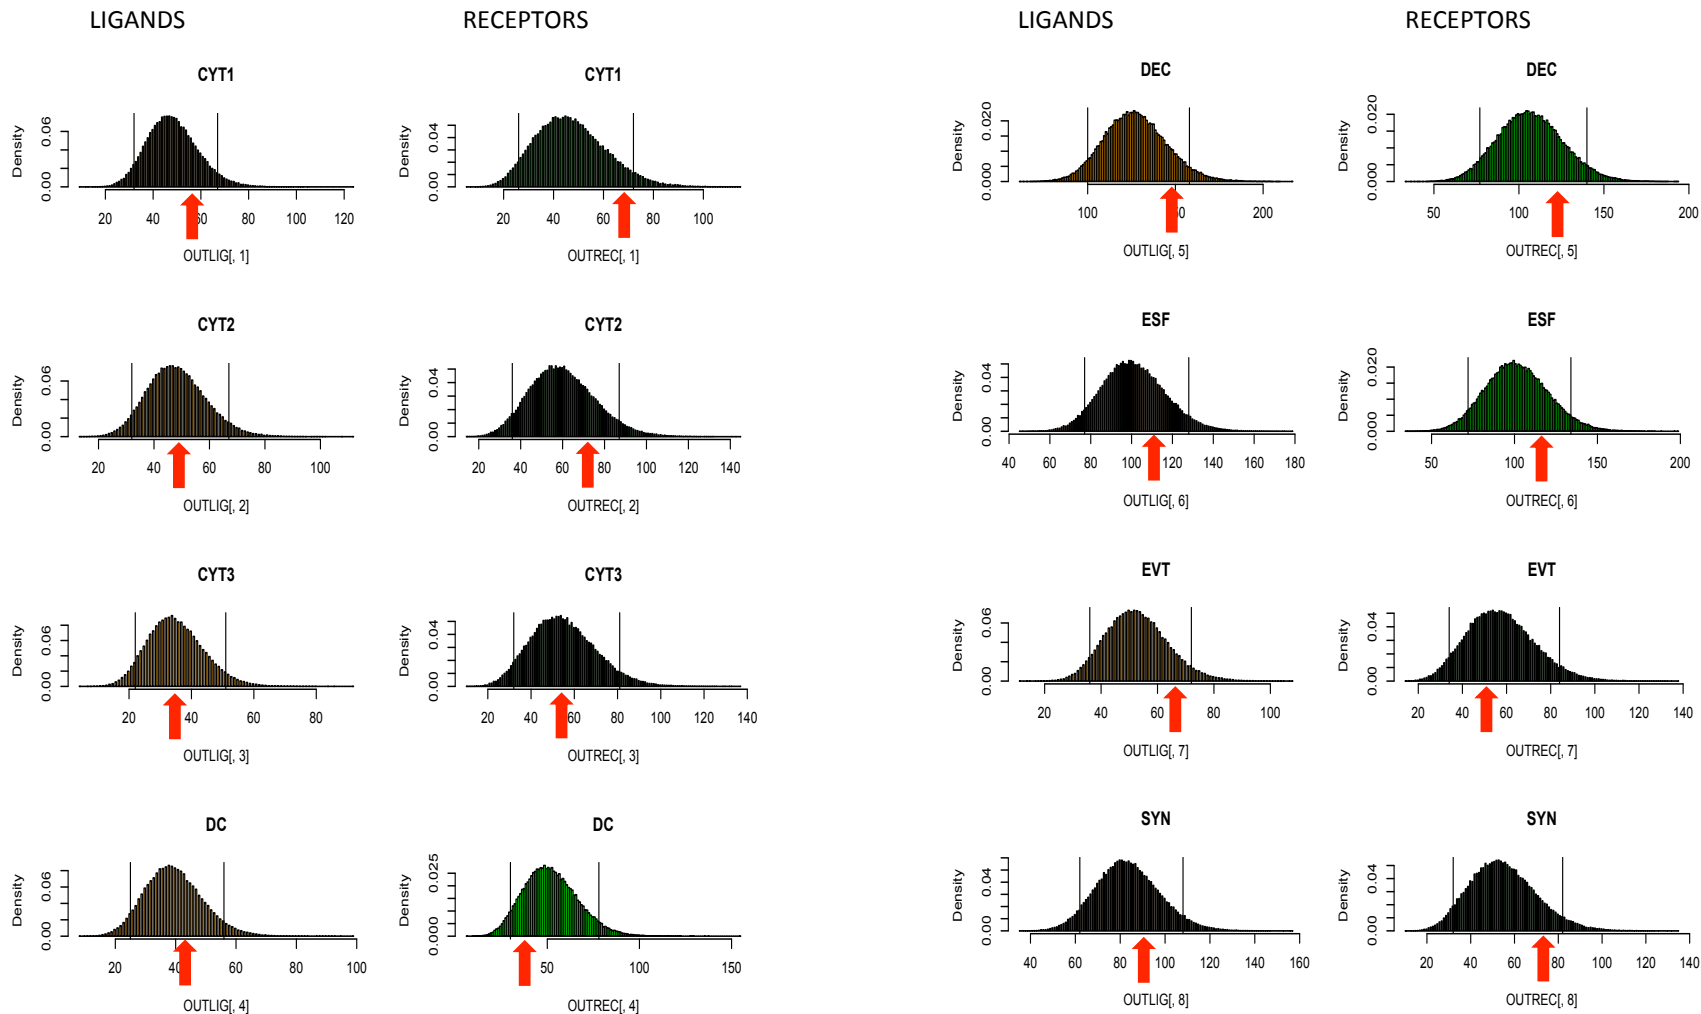 LIGANDS RECEPTORS LIGANDS RECEPTORS
CYT1
Density
0.00 0.06
20 40 60 80 100 120
OUTLIG[, 1]
CYT1
Density
0.00 0.04
20 40 60 80 100
OUTREC[, 1]
DEC
Density
0.000 0.020
100 50 200
OUTLIG[, 5]
DEC
Density
0.000 0.020
50 100 150 200
OUTREC[, 5]
CYT2
Density
0.00 0.06
20 40 60 80 100
OUTLIG[, 2]
CYT2
Density
0.00 0.04
20 40 60 80 100 120 140
OUTREC[, 2]
ESF
Density
0.00 0.04
40 60 80 100 120 140 160 180
OUTLIG[, 6]
ESF
Density
0.000 0.020
50 100 150 200
OUTREC[, 6]
CYT3
Density
0.00 0.06
20 40 60 80
OUTLIG[, 3]
CYT3
Density
0.00 0.04
20 40 60 80 100 120 140
OUTREC[, 3]
EVT
Density
0.00 0.06
20 40 60 80 100
OUTLIG[, 7]
EVT
Density
0.00 0.04
20 40 60 80 100 120 140
OUTREC[, 7]
DC
Density
0.00 0.06
20 40 60 80 100
OUTLIG[, 4]
DC
Density
0.000 0.025
50 100 150
OUTREC[, 4]
SYN
Density
0.00 0.04
40 60 80 100 120 140 160
OUTLIG[, 8]
SYN
Density
0.00 0.04
20 40 60 80 100 120 140
OUTREC[, 8]